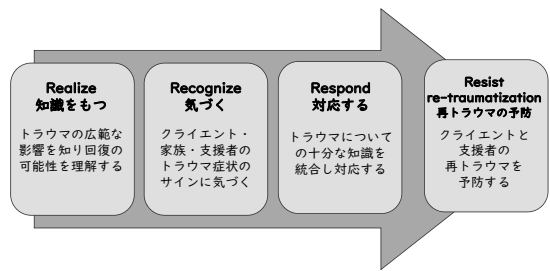 Realize
知識をもつ
トラウマの広範な
影響を知り回復の
可能性を理解する
Recognize
気づく
クライエント・
家族・支援者の
トラウマ症状の
サインに気づく
Respond
対応する
トラウマについて
の十分な知識を
統合し対応する
Resist
re-traumatization
再トラウマの予防
クライエントと
支援者の
再トラウマを
予防する